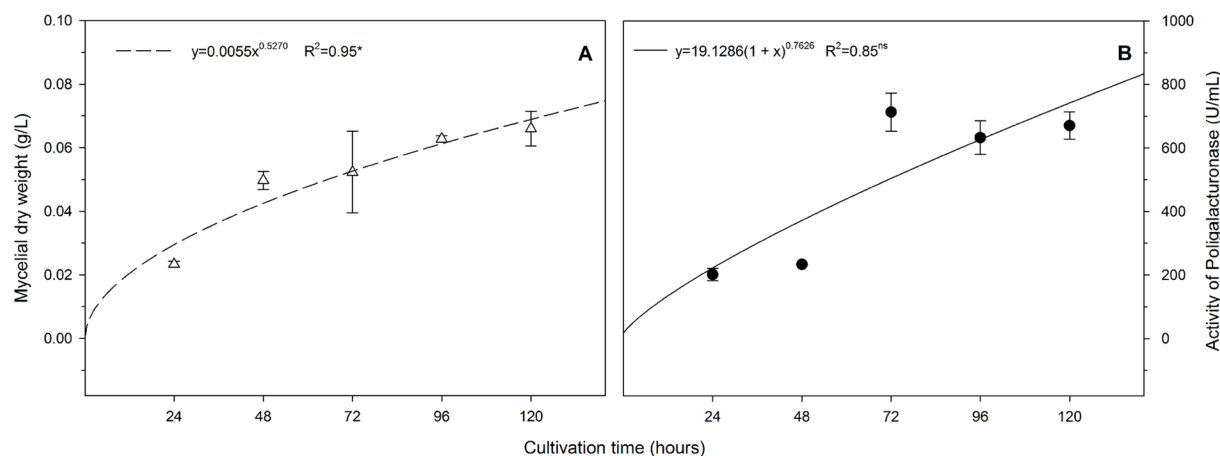 y=0.0055x^0.5270 R²=0.95*
A
y=19.1286(1 + x)^0.7626 R²=0.85^ns
B
Mycelial dry weight (g/L)
0.10
0.08
0.06
0.04
0.02
0.00
24 48 72 96 120
24 48 72 96 120
1000
800
600
400
200
0
Activity of Poligalacturonase (U/mL)
Cultivation time (hours)